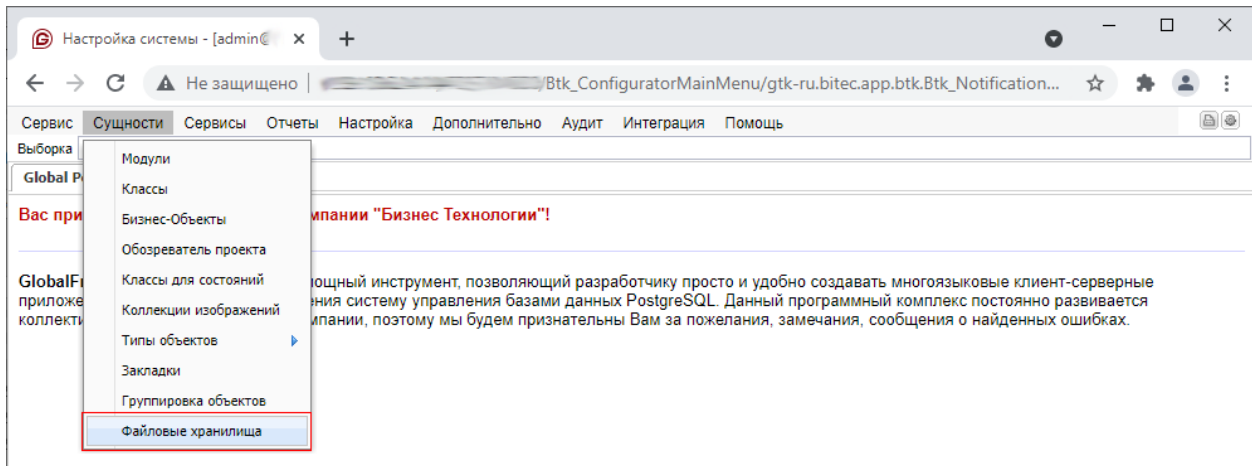 Настройка системы - [admin@
Не защищено
/Btk_ConfiguratorMainMenu/gtk-ru.bitec.app.btk.Btk_Notification...
Сервис Сущности Сервисы Отчеты Настройка Дополнительно Аудит Интеграция Помощь
Выборка
Global P
Модули
Классы
Бизнес-Объекты
Обозреватель проекта
Классы для состояний
Коллекции изображений
Типы объектов
Закладки
Группировка объектов
Файловые хранилища
Вас при мпании "Бизнес Технологии"!
GlobalF ощный инструмент, позволяющий разработчику просто и удобно создавать многоязыковые клиент-серверные
приложе ния систему управления базами данных PostgreSQL. Данный программный комплекс постоянно развивается
коллекти мпании, поэтому мы будем признательны Вам за пожелания, замечания, сообщения о найденных ошибках.